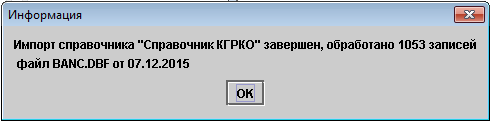 Информация
Импорт справочника "Справочник КГРКО" завершен, обработано 1053 записей
файл BANC.DBF от 07.12.2015
OK